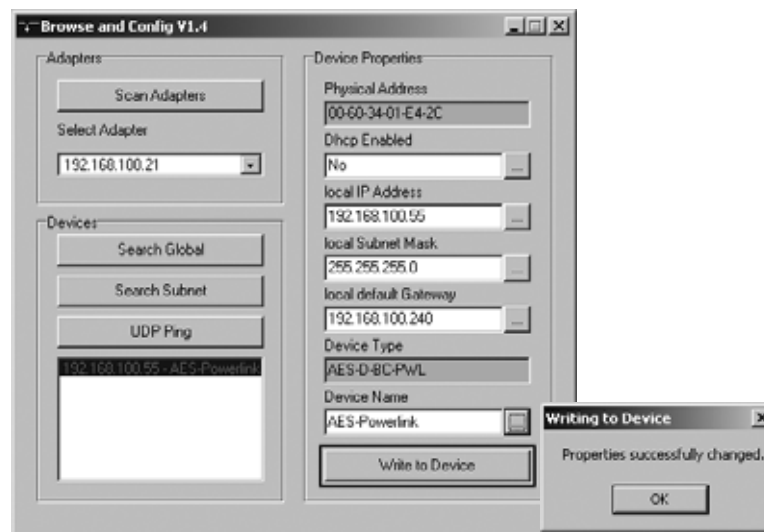 Browse and Config V1.4
Adapters
Scan Adapters
Select Adapter
192.168.100.21
Devices
Search Global
Search Subnet
UDP Ping
192.168.100.55 - AES-Powerlink
Device Properties
Physical Address
00-60-34-01-E4-2C
Dhcp Enabled
No
...
local IP Address
192.168.100.55
...
local Subnet Mask
255.255.255.0
...
local default Gateway
192.168.100.240
...
Device Type
AES-D-BC-PWL
Device Name
AES-Powerlink
Write to Device
Writing to Device
Properties successfully changed.
OK